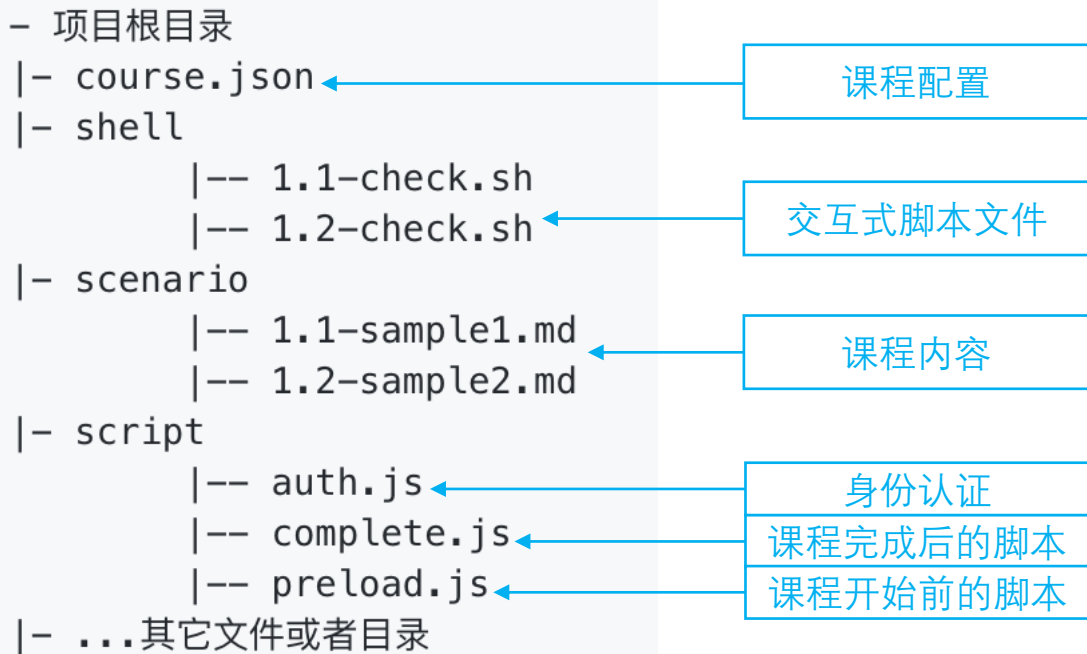 - 项目根目录
|- course.json
课程配置
|- shell
|-- 1.1-check.sh
|-- 1.2-check.sh
交互式脚本文件
|- scenario
|-- 1.1-sample1.md
|-- 1.2-sample2.md
课程内容
|- script
|-- auth.js
身份认证
|-- complete.js
课程完成后的脚本
|-- preload.js
课程开始前的脚本
|- ...其它文件或者目录